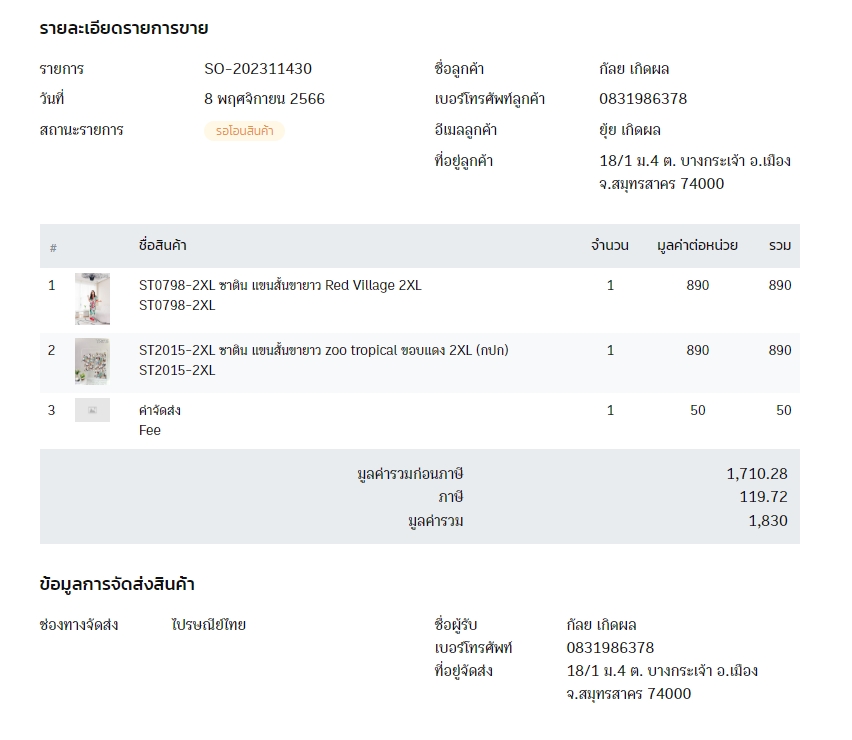 รายละเอียดรายการขาย
รายการ SO-202311430
วันที่ 8 พฤศจิกายน 2566
สถานะรายการ รอโอนสินค้า
ชื่อลูกค้า กัลย เกิดผล
เบอร์โทรศัพท์ลูกค้า 0831986378
อีเมลลูกค้า ยุ้ย เกิดผล
ที่อยู่ลูกค้า 18/1 ม.4 ต. บางกระเจ้า อ.เมือง
จ.สมุทรสาคร 74000
# ชื่อสินค้า จำนวน มูลค่าต่อหน่วย รวม
1 ST0798-2XL ซาติน แขนสั้นขายาว Red Village 2XL 1 890 890
ST0798-2XL
2 ST2015-2XL ซาติน แขนสั้นขายาว zoo tropical ขอบแดง 2XL (กปก) 1 890 890
ST2015-2XL
3 ค่าจัดส่ง 1 50 50
Fee
มูลค่ารวมก่อนภาษี 1,710.28
ภาษี 119.72
มูลค่ารวม 1,830
ข้อมูลการจัดส่งสินค้า
ช่องทางจัดส่ง ไปรษณีย์ไทย
ชื่อผู้รับ กัลย เกิดผล
เบอร์โทรศัพท์ 0831986378
ที่อยู่จัดส่ง 18/1 ม.4 ต. บางกระเจ้า อ.เมือง
จ.สมุทรสาคร 74000